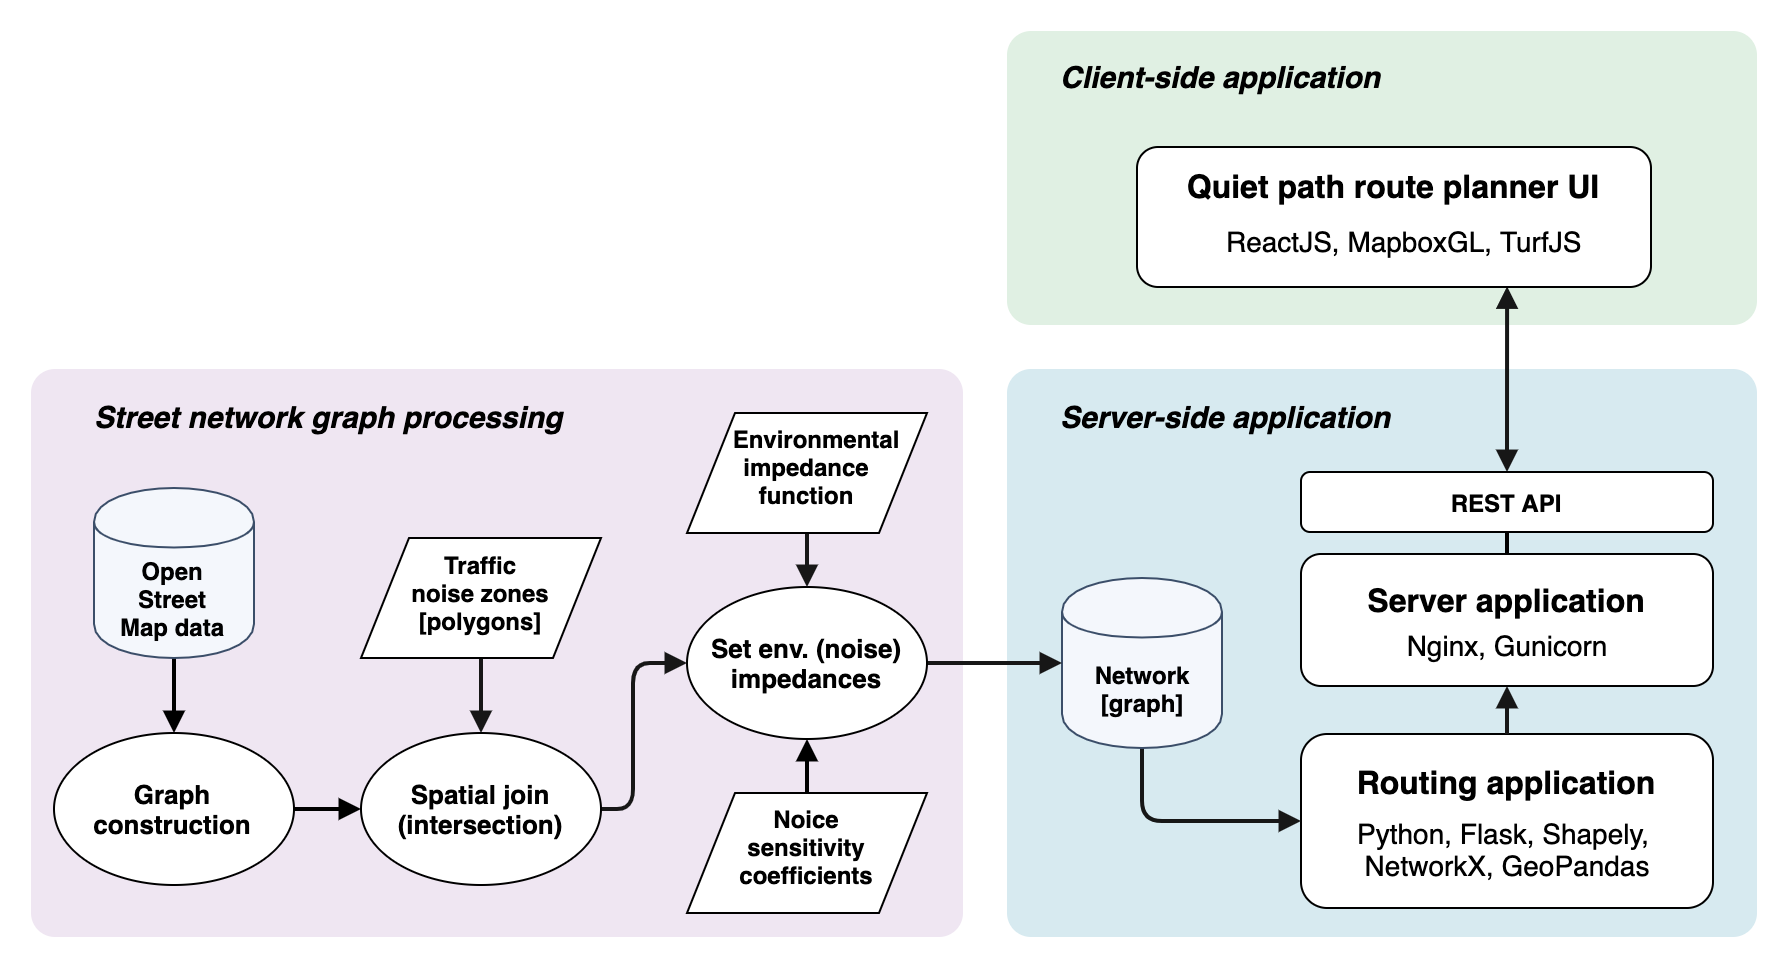 Client-side application
Quiet path route planner UI
ReactJS, MapboxGL, TurfJS
Street network graph processing
Open
Street
Map data
Graph
construction
Traffic
noise zones
[polygons]
Spatial join
(intersection)
Environmental
impedance
function
Set env. (noise)
impedances
Noice
sensitivity
coefficients
Server-side application
Network
[graph]
REST API
Server application
Nginx, Gunicorn
Routing application
Python, Flask, Shapely,
NetworkX, GeoPandas